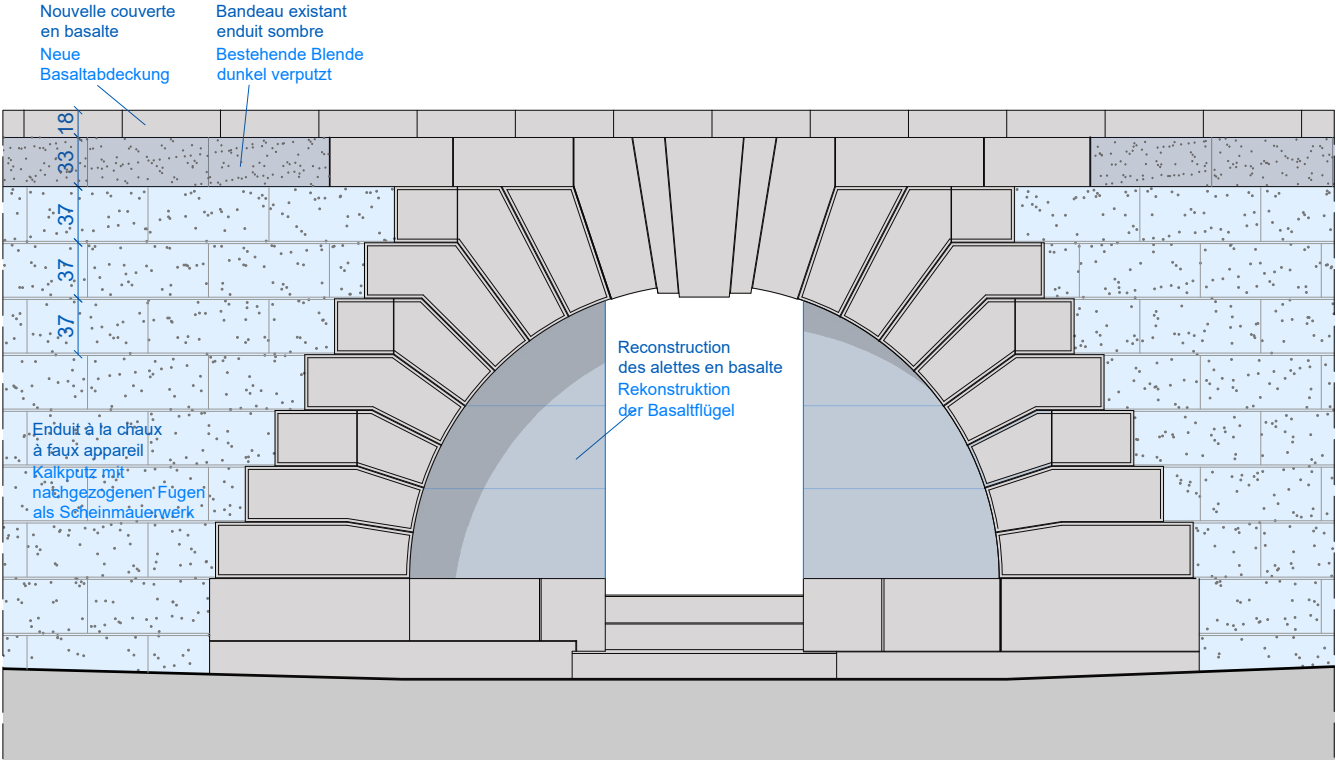 Nouvelle couverte
en basalte
Neue
Basaltabdeckung
Bandeau existant
enduit sombre
Bestehende Blende
dunkel verputzt
18
33
37
37
37
Reconstruction
des alettes en basalte
Rekonstruktion
der Basaltflügel
Enduit à la chaux
à faux appareil
Kalkputz mit
nachgezogenen Fugen
als Scheinmauerwerk